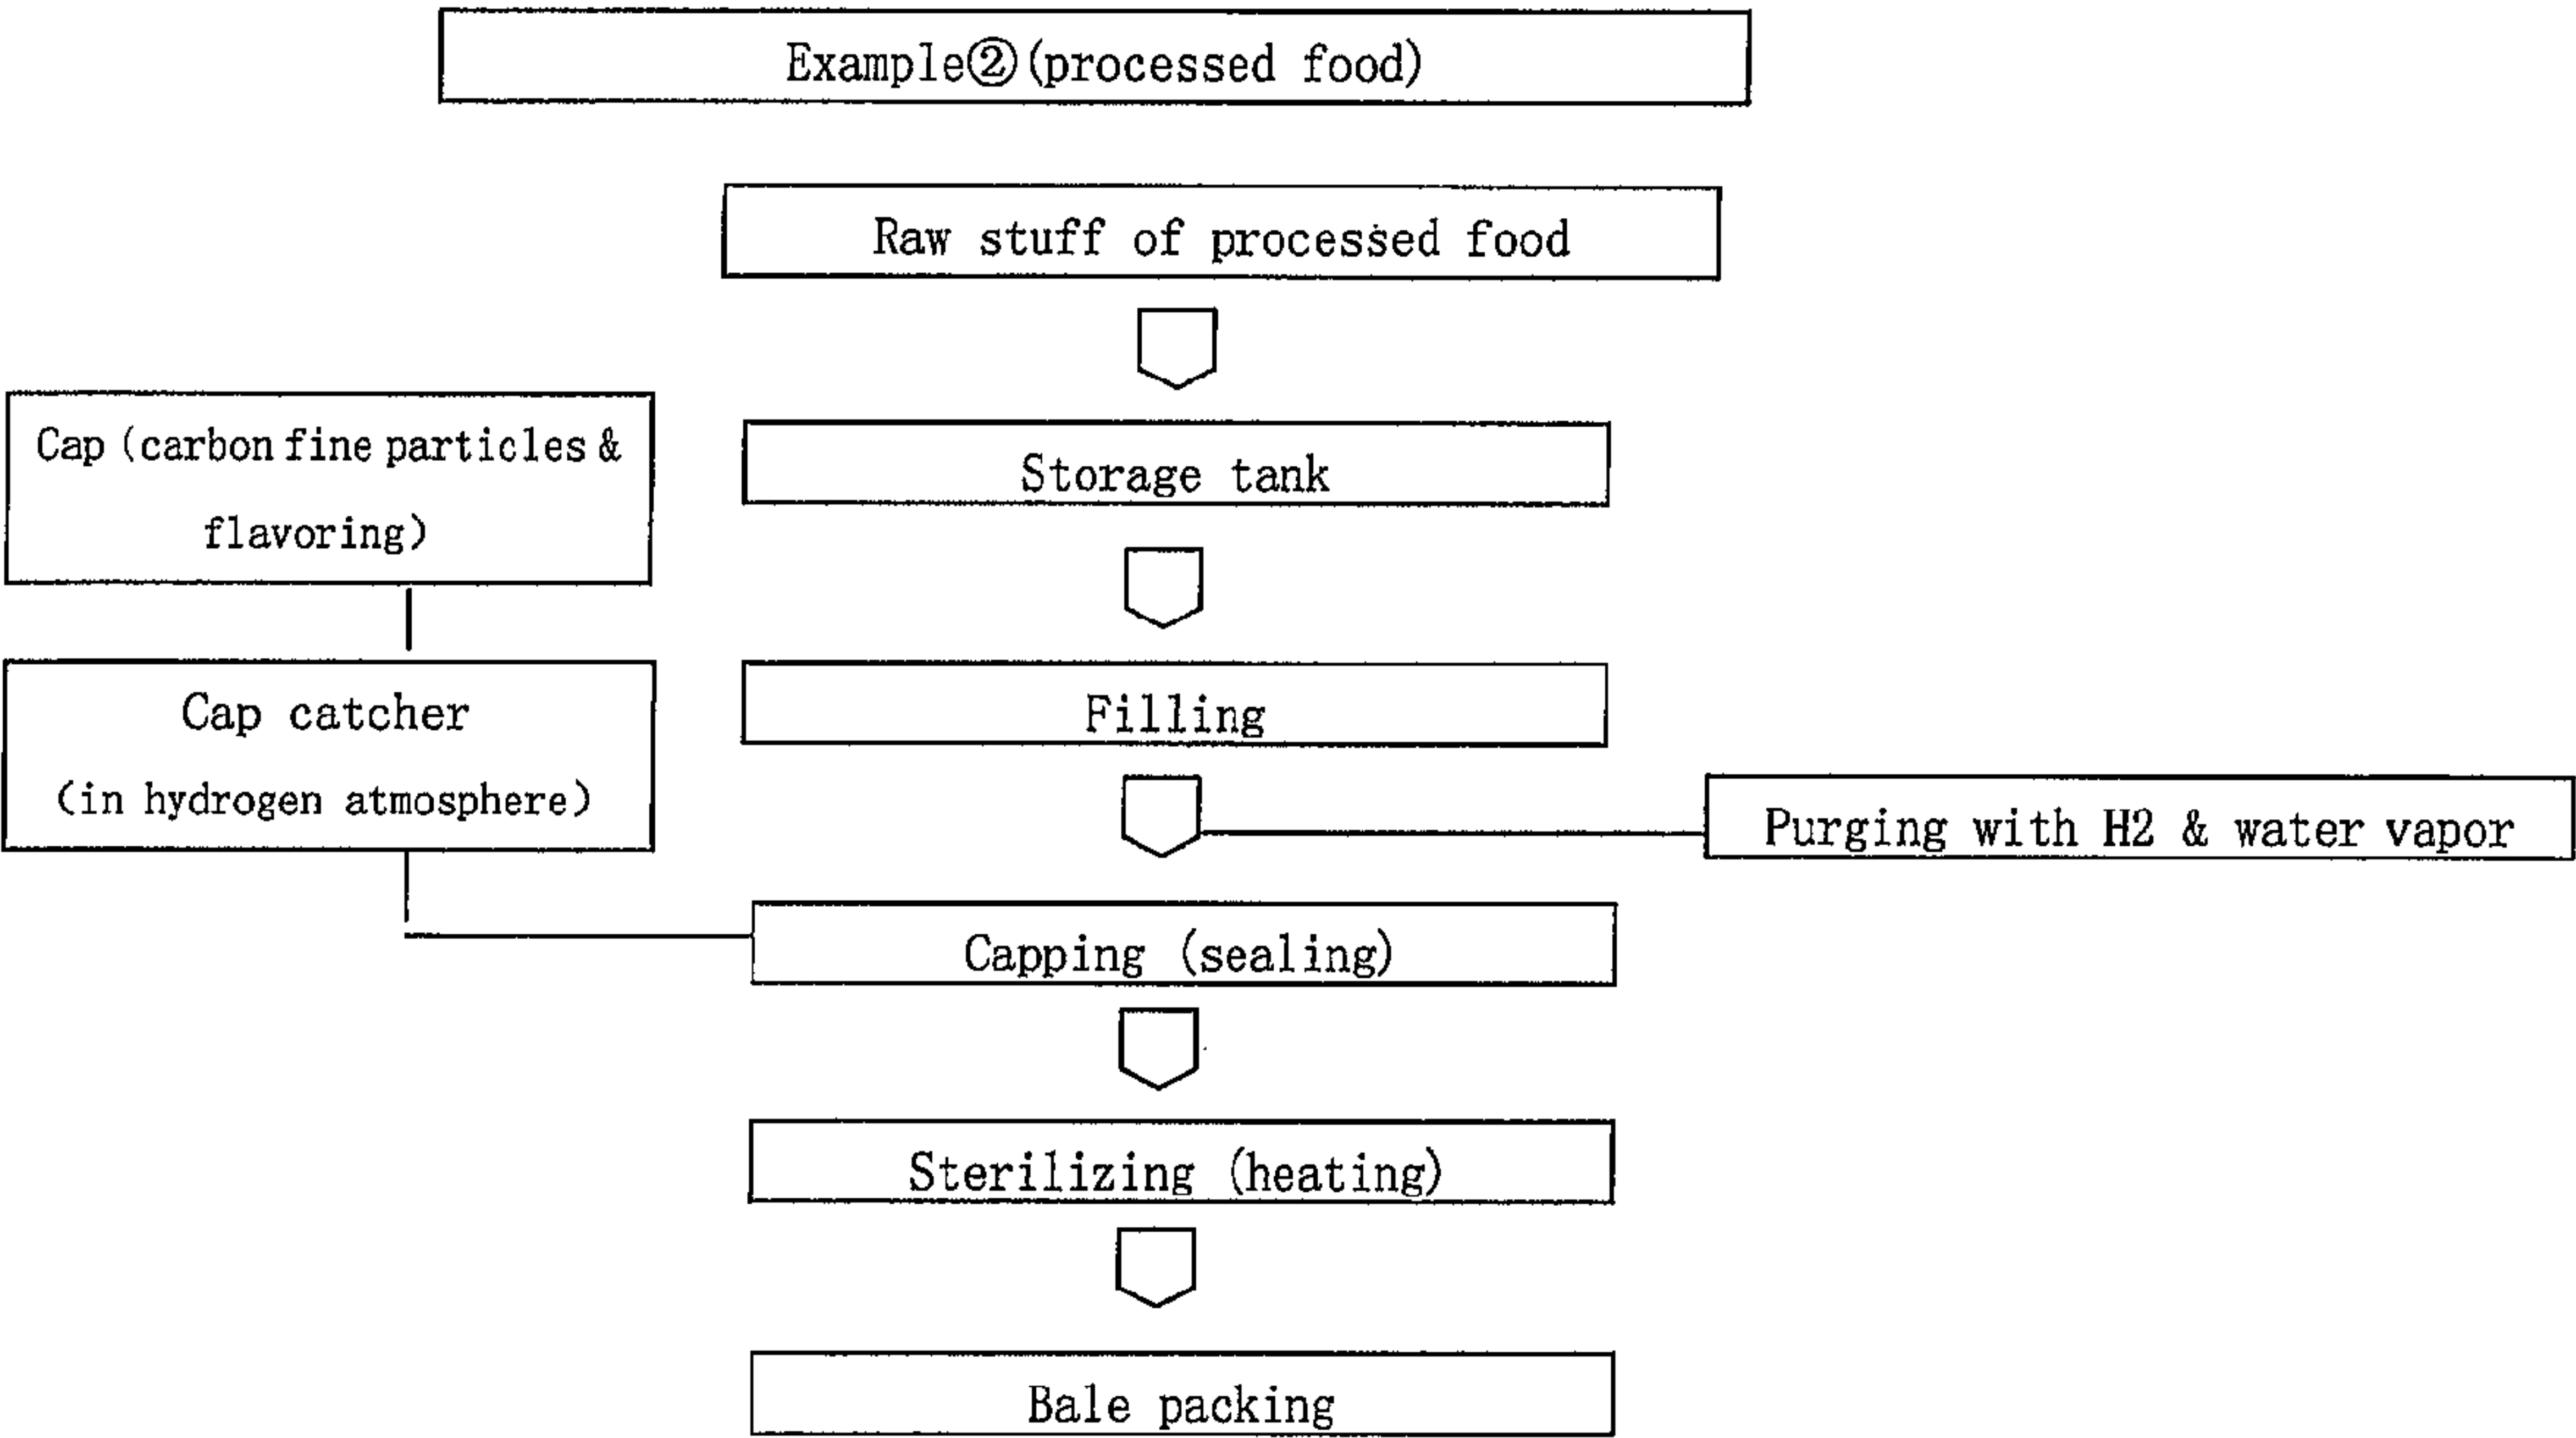 Example②(processed food)
Raw stuff of processed food
Cap (carbon fine particles &
flavoring)
Storage tank
Cap catcher
(in hydrogen atmosphere)
Filling
Purging with H2 & water vapor
Capping (sealing)
Sterilizing (heating)
Bale packing